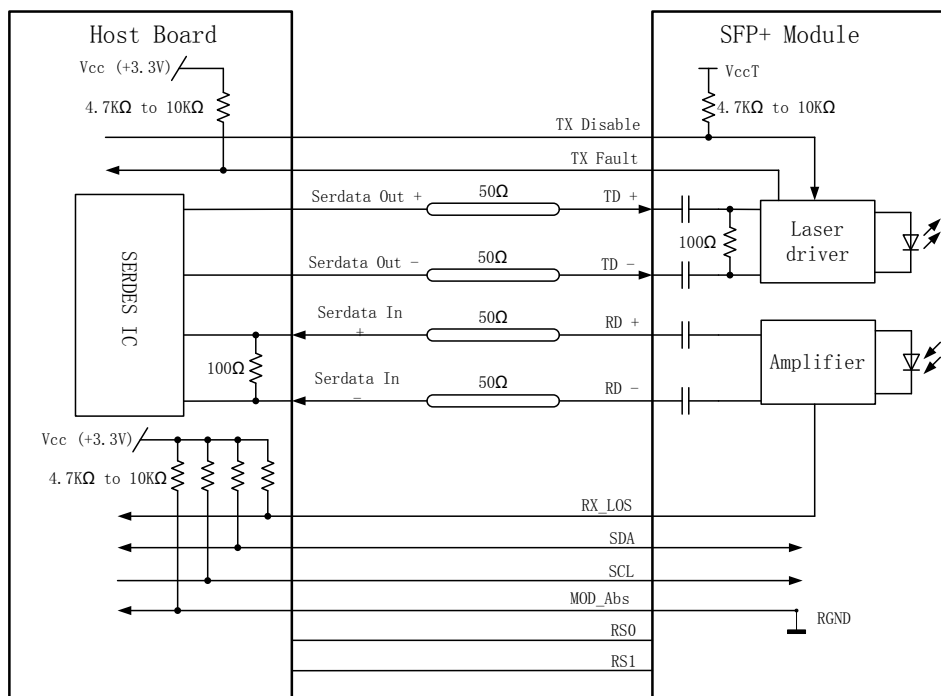 Host Board
SFP+ Module
Vcc (+3.3V)
VccT
4.7KΩ to 10KΩ
4.7KΩ to 10KΩ
TX Disable
TX Fault
Serdata Out +
50Ω
TD +
Laser
driver
100Ω
SERDES IC
Serdata Out -
50Ω
TD -
Serdata In
+
50Ω
RD +
100Ω
Amplifier
Serdata In
-
50Ω
RD -
Vcc (+3.3V)
4.7KΩ to 10KΩ
RX_LOS
SDA
SCL
MOD_Abs
RGND
RS0
RS1